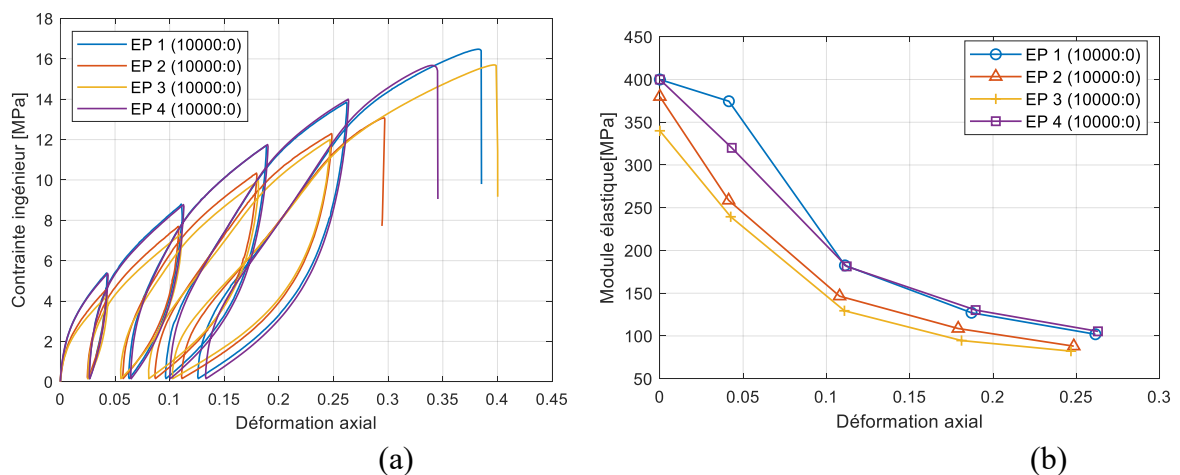 18
16
14
12
10
8
6
4
2
0
Contrainte ingénieur [MPa]
EP 1 (10000:0)
EP 2 (10000:0)
EP 3 (10000:0)
EP 4 (10000:0)
0 0.05 0.1 0.15 0.2 0.25 0.3 0.35 0.4 0.45
Déformation axial
(a)
450
400
350
300
250
200
150
100
50
Module élastique[MPa]
EP 1 (10000:0)
EP 2 (10000:0)
EP 3 (10000:0)
EP 4 (10000:0)
0 0.05 0.1 0.15 0.2 0.25 0.3
Déformation axial
(b)